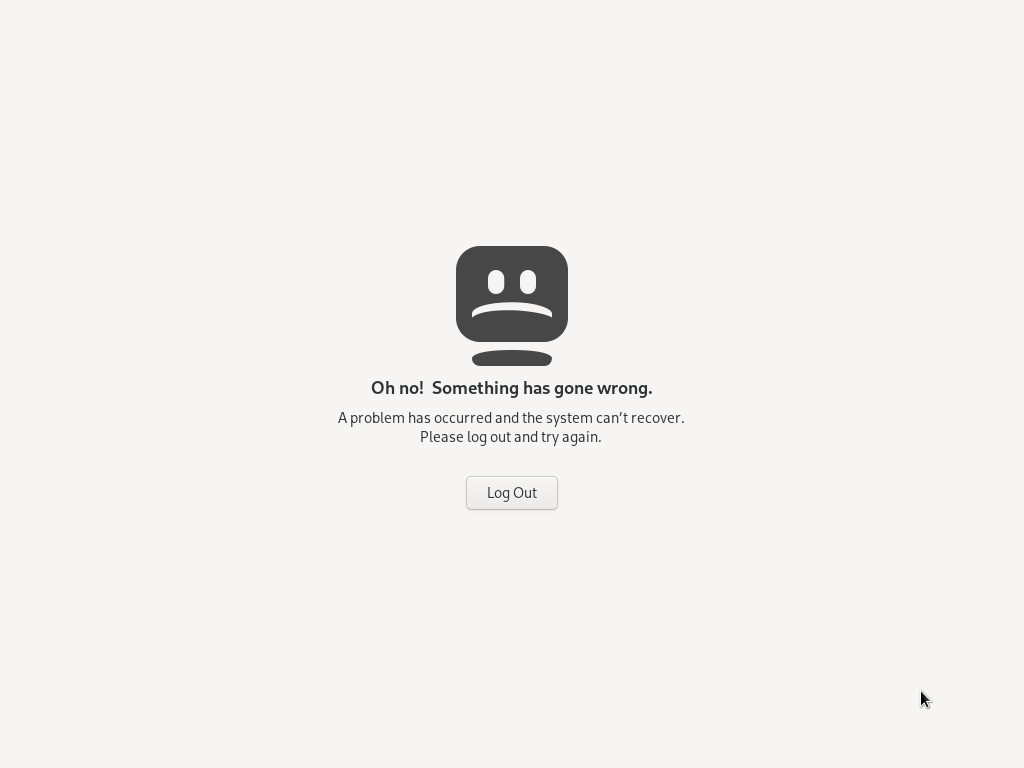 Oh no!  Something has gone wrong.
A problem has occurred and the system can’t recover.
Please log out and try again.
Log Out